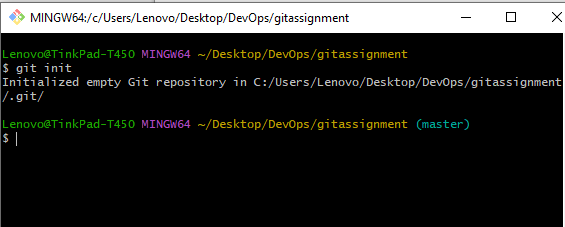 MINGW64:/c/Users/Lenovo/Desktop/DevOps/gitassignment
Lenovo@TinkPad-T450 MINGW64 ~/Desktop/DevOps/gitassignment
$ git init
Initialized empty Git repository in C:/Users/Lenovo/Desktop/DevOps/gitassignment
/.git/
Lenovo@TinkPad-T450 MINGW64 ~/Desktop/DevOps/gitassignment (master)
$